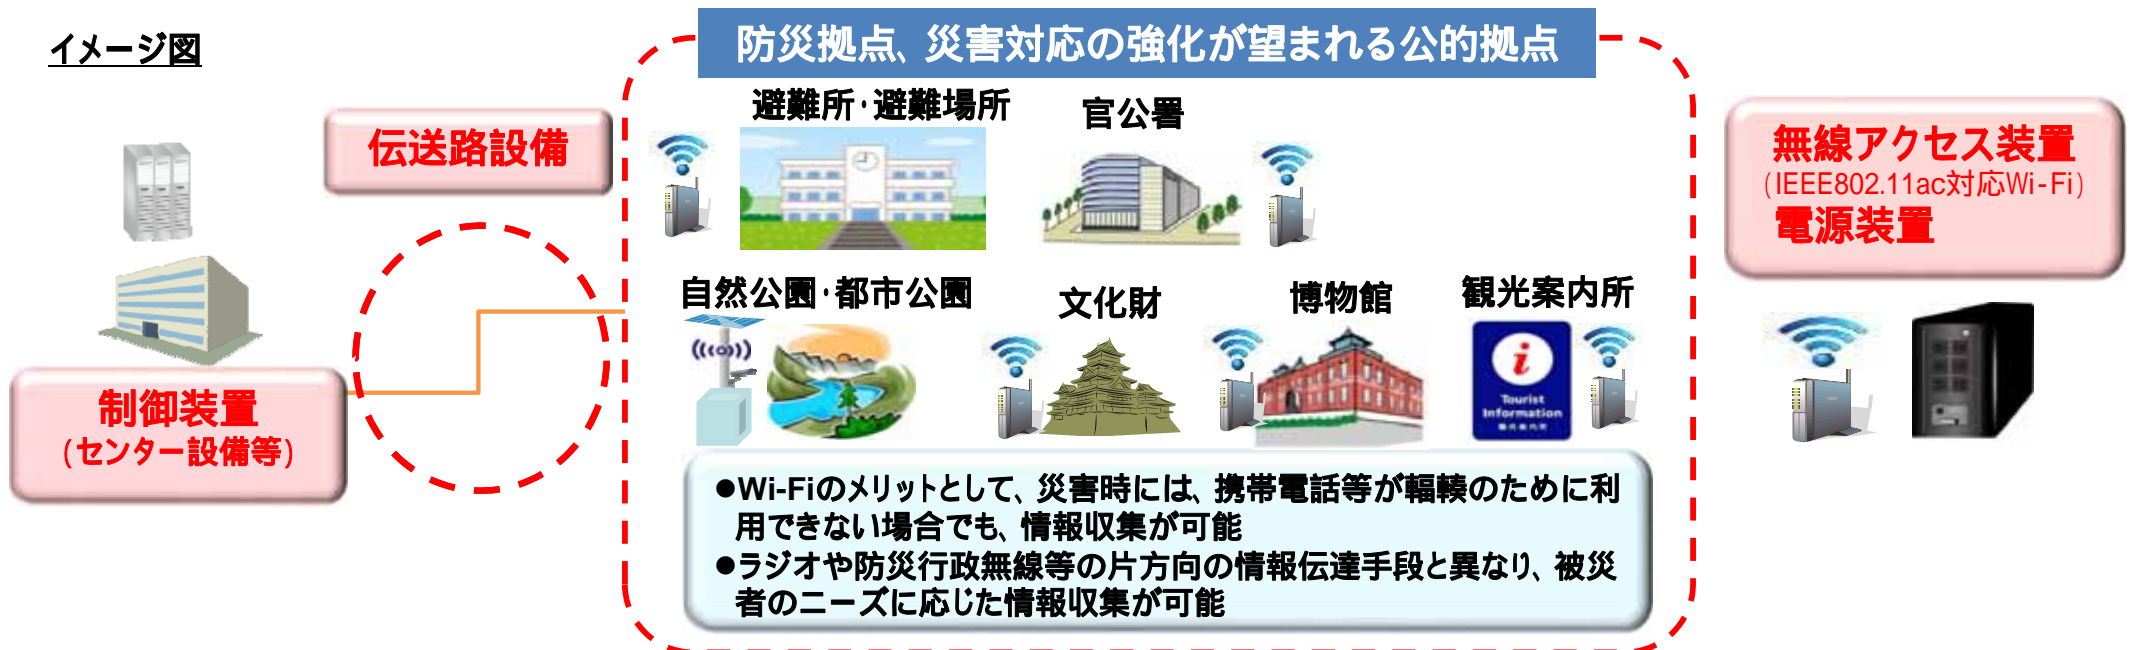 イメージ図
防災拠点、災害対応の強化が望まれる公的拠点
伝送路設備
避難所・避難場所
官公署
無線アクセス装置
(IEEE802.11ac対応Wi-Fi)
電源装置
自然公園・都市公園
文化財
博物館
観光案内所
i
Tourist
Information
観光案内所
制御装置
(センター設備等)
●Wi-Fiのメリットとして、災害時には、携帯電話等が輻輳のために利
用できない場合でも、情報収集が可能
●ラジオや防災行政無線等の片方向の情報伝達手段と異なり、被災
者のニーズに応じた情報収集が可能